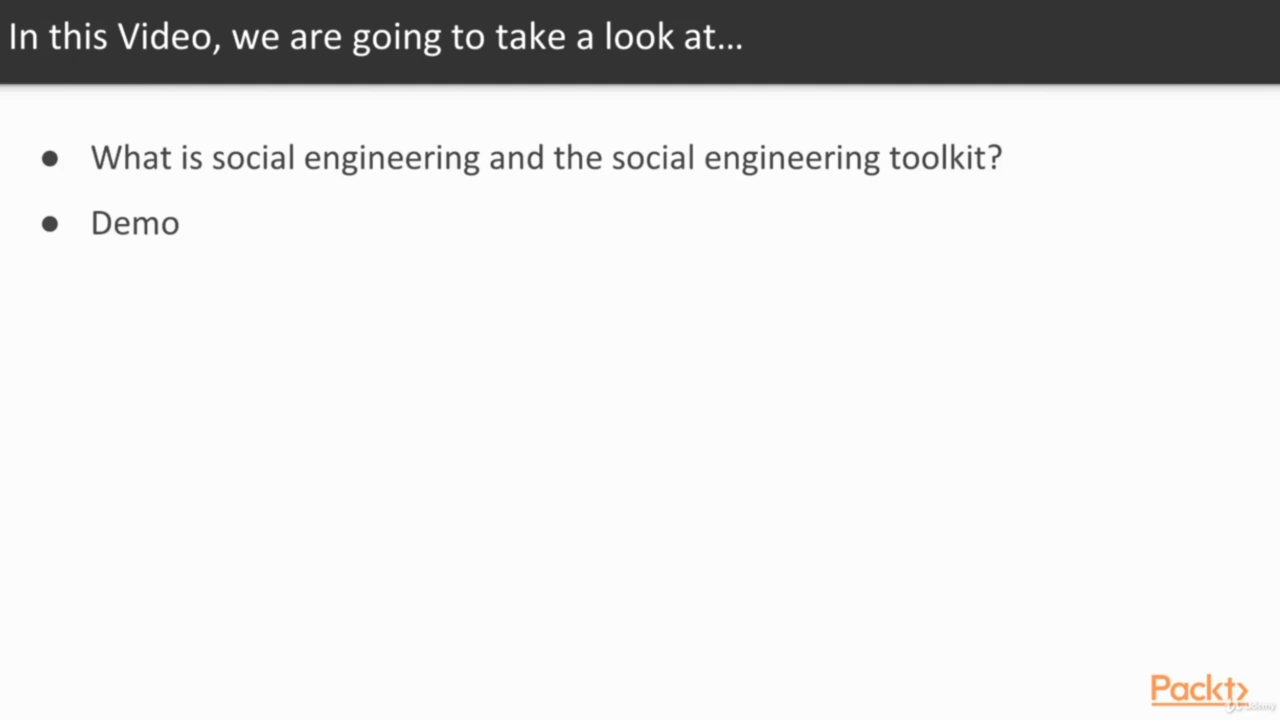 In this Video, we are going to take a look at...
● What is social engineering and the social engineering toolkit?
● Demo
Packt>
Udemy